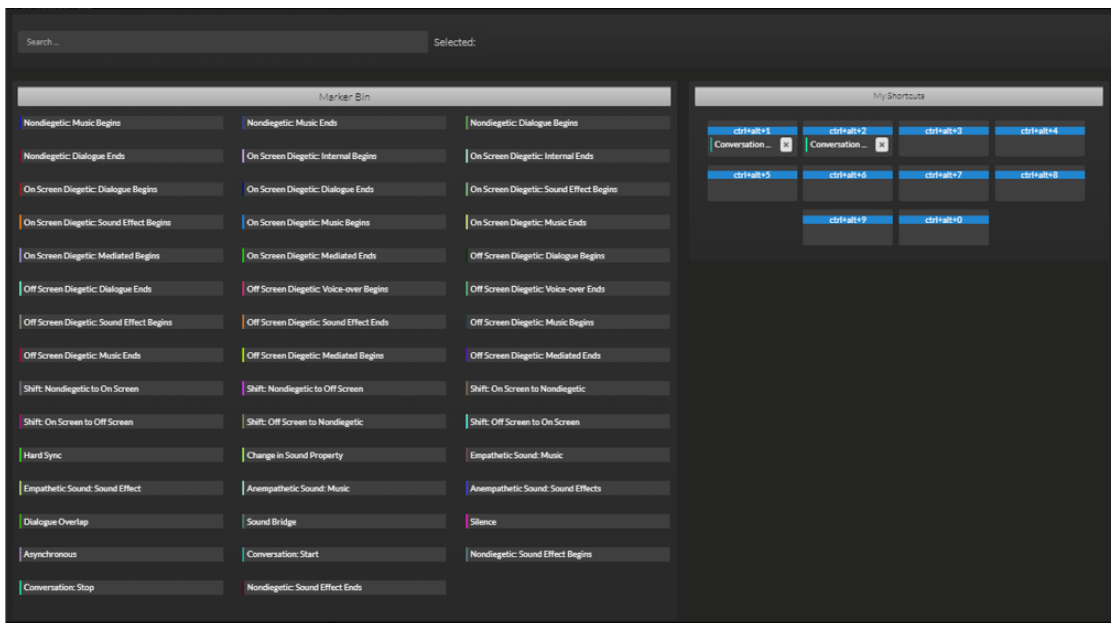 Search ...
Selected:
Marker Bin
Nondiegetic: Music Begins
Nondiegetic: Music Ends
Nondiegetic: Dialogue Begins
Nondiegetic: Dialogue Ends
On Screen Diegetic: Internal Begins
On Screen Diegetic: Internal Ends
On Screen Diegetic: Dialogue Begins
On Screen Diegetic: Dialogue Ends
On Screen Diegetic: Sound Effect Begins
On Screen Diegetic: Sound Effect Begins
On Screen Diegetic: Music Begins
On Screen Diegetic: Music Ends
On Screen Diegetic: Mediated Begins
On Screen Diegetic: Mediated Ends
Off Screen Diegetic: Dialogue Begins
Off Screen Diegetic: Dialogue Ends
Off Screen Diegetic: Voice-over Begins
Off Screen Diegetic: Voice-over Ends
Off Screen Diegetic: Sound Effect Begins
Off Screen Diegetic: Sound Effect Ends
Off Screen Diegetic: Music Begins
Off Screen Diegetic: Music Ends
Off Screen Diegetic: Mediated Begins
Off Screen Diegetic: Mediated Ends
Shift: Nondiegetic to On Screen
Shift: Nondiegetic to Off Screen
Shift: On Screen to Nondiegetic
Shift: On Screen to Off Screen
Shift: Off Screen to Nondiegetic
Shift: Off Screen to On Screen
Hard Sync
Change in Sound Property
Empathetic Sound: Music
Empathetic Sound: Sound Effect
Anempathetic Sound: Music
Anempathetic Sound: Sound Effects
Dialogue Overlap
Sound Bridge
Silence
Asynchronous
Conversation: Start
Nondiegetic: Sound Effect Begins
Conversation: Stop
Nondiegetic: Sound Effect Ends
My Shortcuts
ctrl+alt+1
ctrl+alt+2
ctrl+alt+3
ctrl+alt+4
Conversation ... x
Conversation ... x
ctrl+alt+5
ctrl+alt+6
ctrl+alt+7
ctrl+alt+8
ctrl+alt+9
ctrl+alt+0